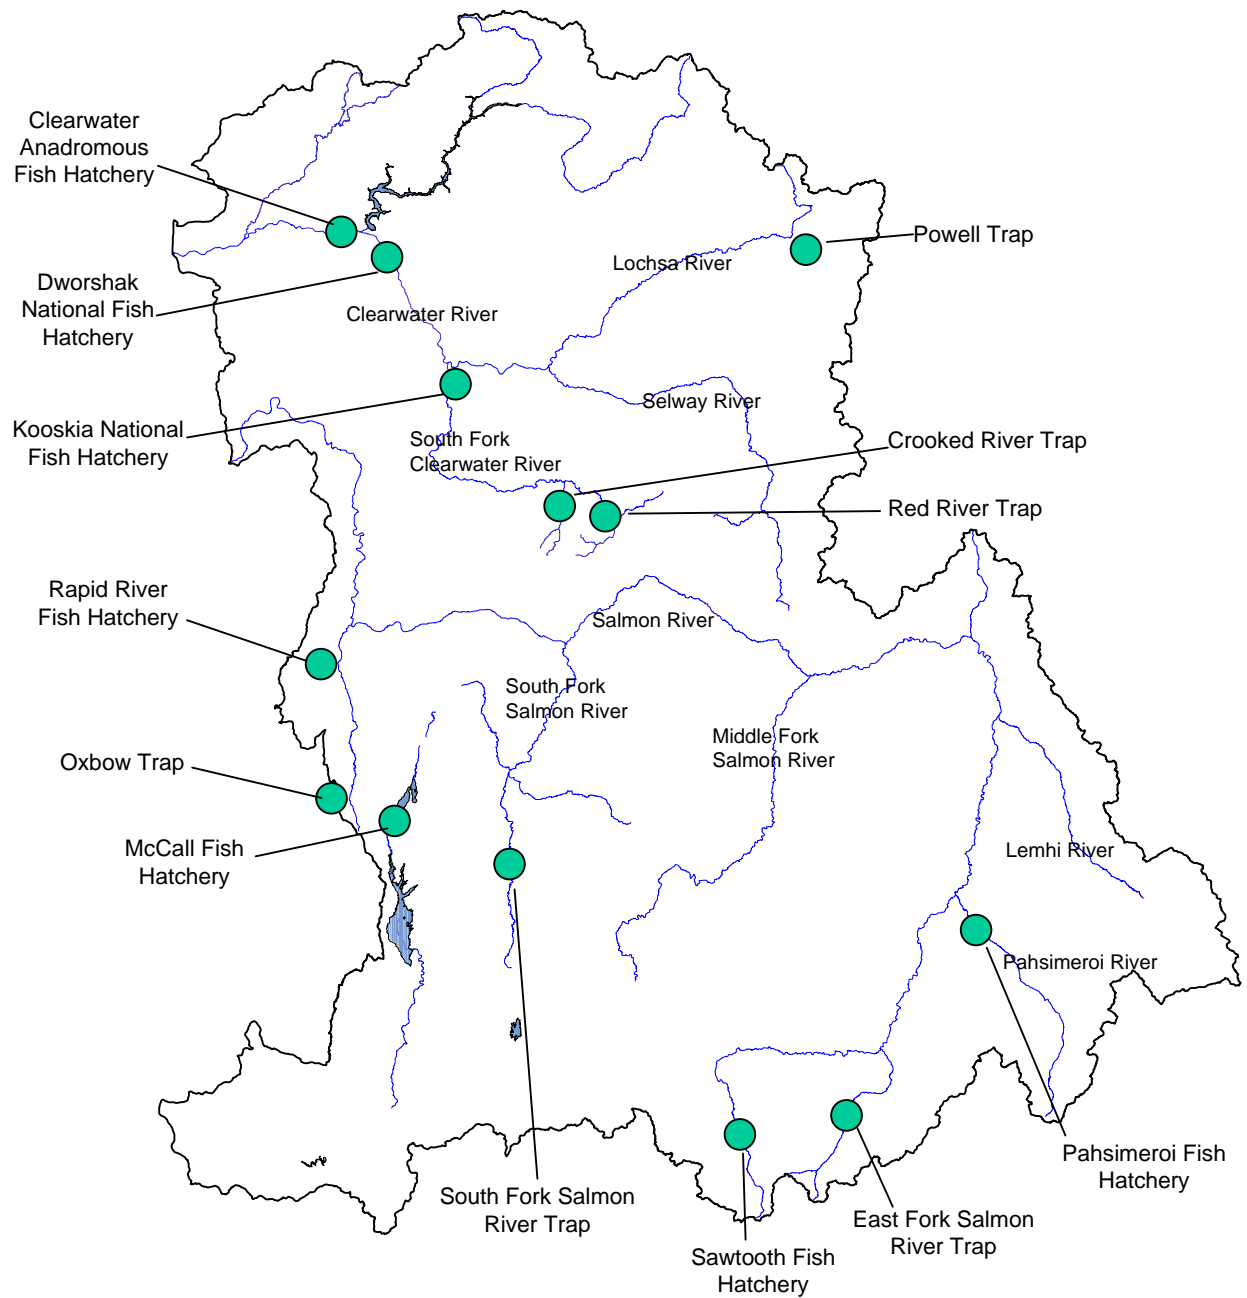 Clearwater
Anadromous
Fish Hatchery
Powell Trap
Lochsa River
Dworshak
National Fish
Hatchery
Clearwater River
Selway River
Kooskia National
Fish Hatchery
South Fork
Clearwater River
Crooked River Trap
Red River Trap
Rapid River
Fish Hatchery
Salmon River
South Fork
Salmon River
Middle Fork
Salmon River
Oxbow Trap
McCall Fish
Hatchery
Lemhi River
Pahsimeroi River
Pahsimeroi Fish
Hatchery
South Fork Salmon
River Trap
East Fork Salmon
River Trap
Sawtooth Fish
Hatchery